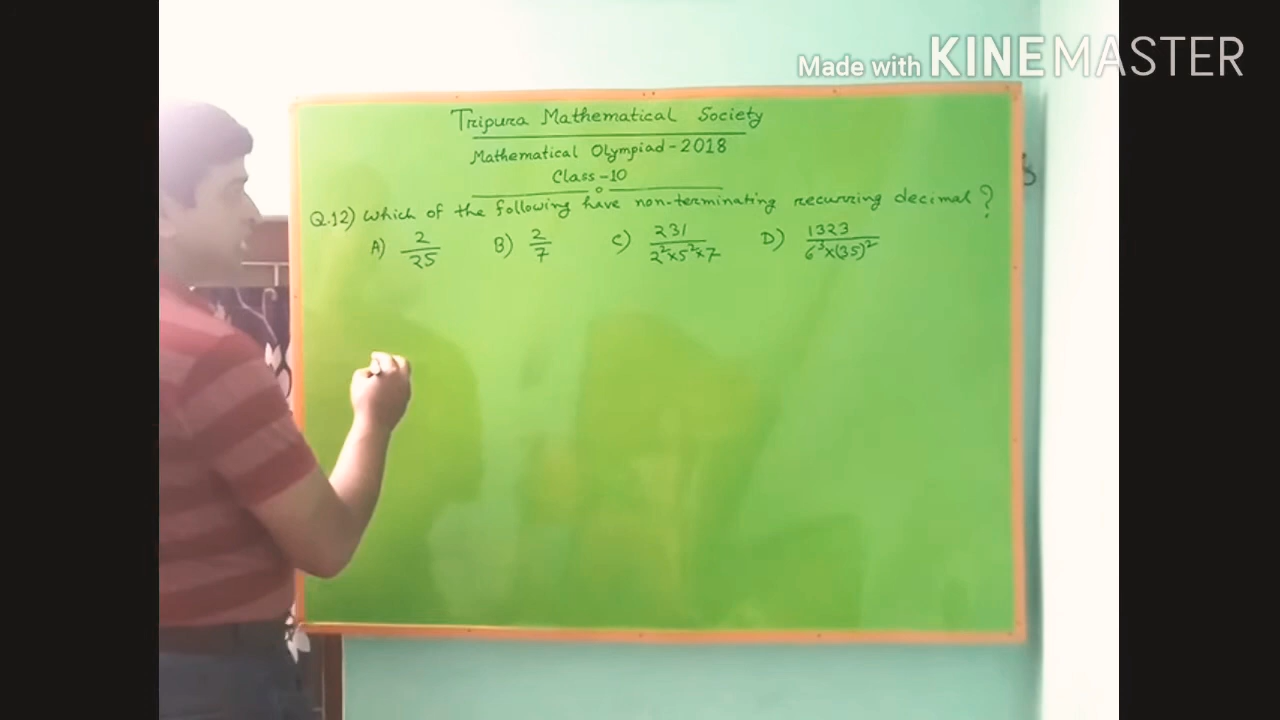 Made with KINEMASTER
Tripura Mathematical Society
Mathematical Olympiad - 2018
Class - 10
Q.12) Which of the following have non-terminating recurring decimal ?
A) 2/25 B) 2/7 C) 231/2²×5²×7 D) 1323/6³×(35)²